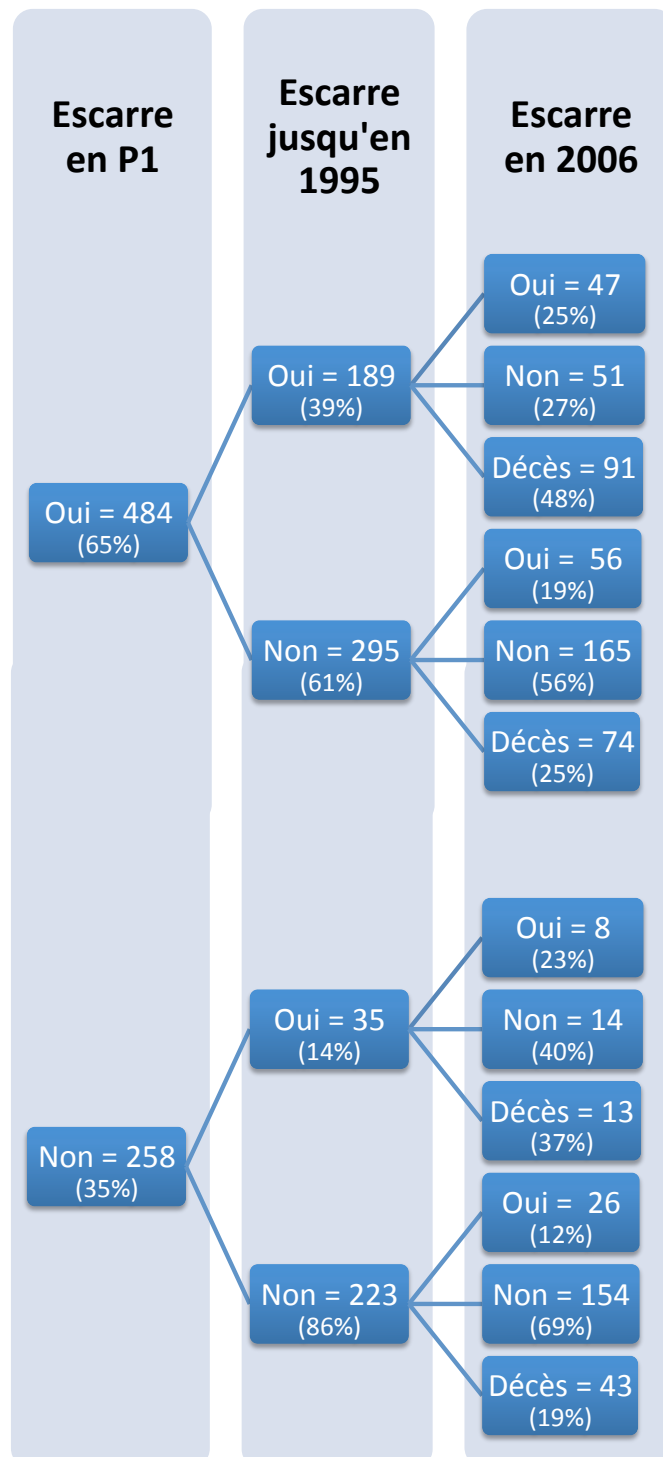 Escarre
en P1
Escarre
jusqu'en
1995
Escarre
en 2006
Oui = 484
(65%)
Oui = 189
(39%)
Oui = 47
(25%)
Non = 51
(27%)
Décès = 91
(48%)
Non = 295
(61%)
Oui = 56
(19%)
Non = 165
(56%)
Décès = 74
(25%)
Non = 258
(35%)
Oui = 35
(14%)
Oui = 8
(23%)
Non = 14
(40%)
Décès = 13
(37%)
Non = 223
(86%)
Oui = 26
(12%)
Non = 154
(69%)
Décès = 43
(19%)